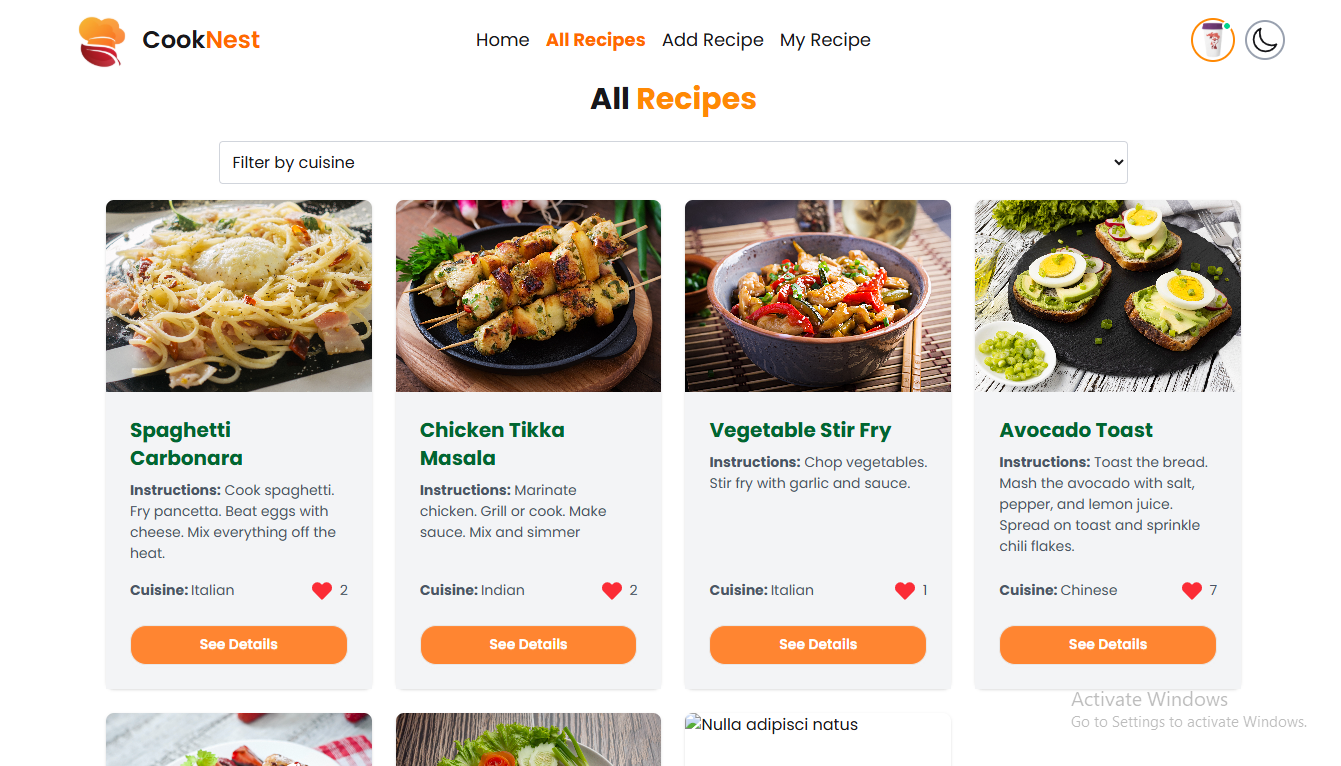 CookNest
Home All Recipes Add Recipe My Recipe
All Recipes
Filter by cuisine
Spaghetti
Carbonara
Instructions: Cook spaghetti.
Fry pancetta. Beat eggs with
cheese. Mix everything off the
heat.
Cuisine: Italian 2
See Details
Chicken Tikka
Masala
Instructions: Marinate
chicken. Grill or cook. Make
sauce. Mix and simmer
Cuisine: Indian 2
See Details
Vegetable Stir Fry
Instructions: Chop vegetables.
Stir fry with garlic and sauce.
Cuisine: Italian 1
See Details
Avocado Toast
Instructions: Toast the bread.
Mash the avocado with salt,
pepper, and lemon juice.
Spread on toast and sprinkle
chili flakes.
Cuisine: Chinese 7
See Details
Nulla adipisci natus
Activate Windows
Go to Settings to activate Windows.